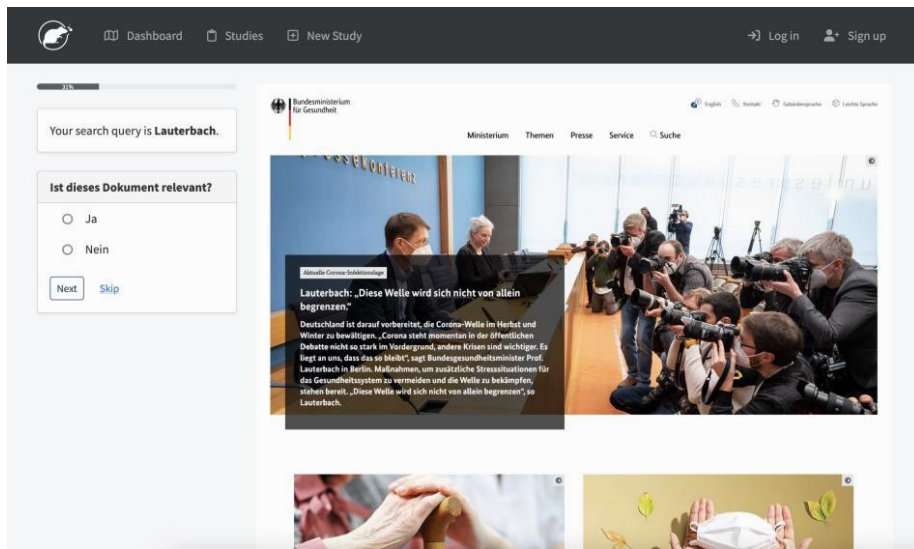 Dashboard
Studies
New Study
Log in
Sign up
31%
Your search query is Lauterbach.
Ist dieses Dokument relevant?
Ja
Nein
Next
Skip
Bundesministerium
für Gesundheit
English
Kontakt
Gebärdensprache
Leichte Sprache
Ministerium
Themen
Presse
Service
Suche
©
Aktuelle Corona-Infektionslage
Lauterbach: „Diese Welle wird sich nicht von allein
begrenzen.“
Deutschland ist darauf vorbereitet, die Corona-Welle im Herbst und
Winter zu bewältigen. „Corona steht momentan in der öffentlichen
Debatte nicht so stark im Vordergrund, andere Krisen sind wichtiger. Es
liegt an uns, dass das so bleibt“, sagt Bundesgesundheitsminister Prof.
Lauterbach in Berlin. Maßnahmen, um zusätzliche Stresssituationen für
das Gesundheitssystem zu vermeiden und die Welle zu bekämpfen,
stehen bereit. „Diese Welle wird sich nicht von allein begrenzen“, so
Lauterbach.
©
©